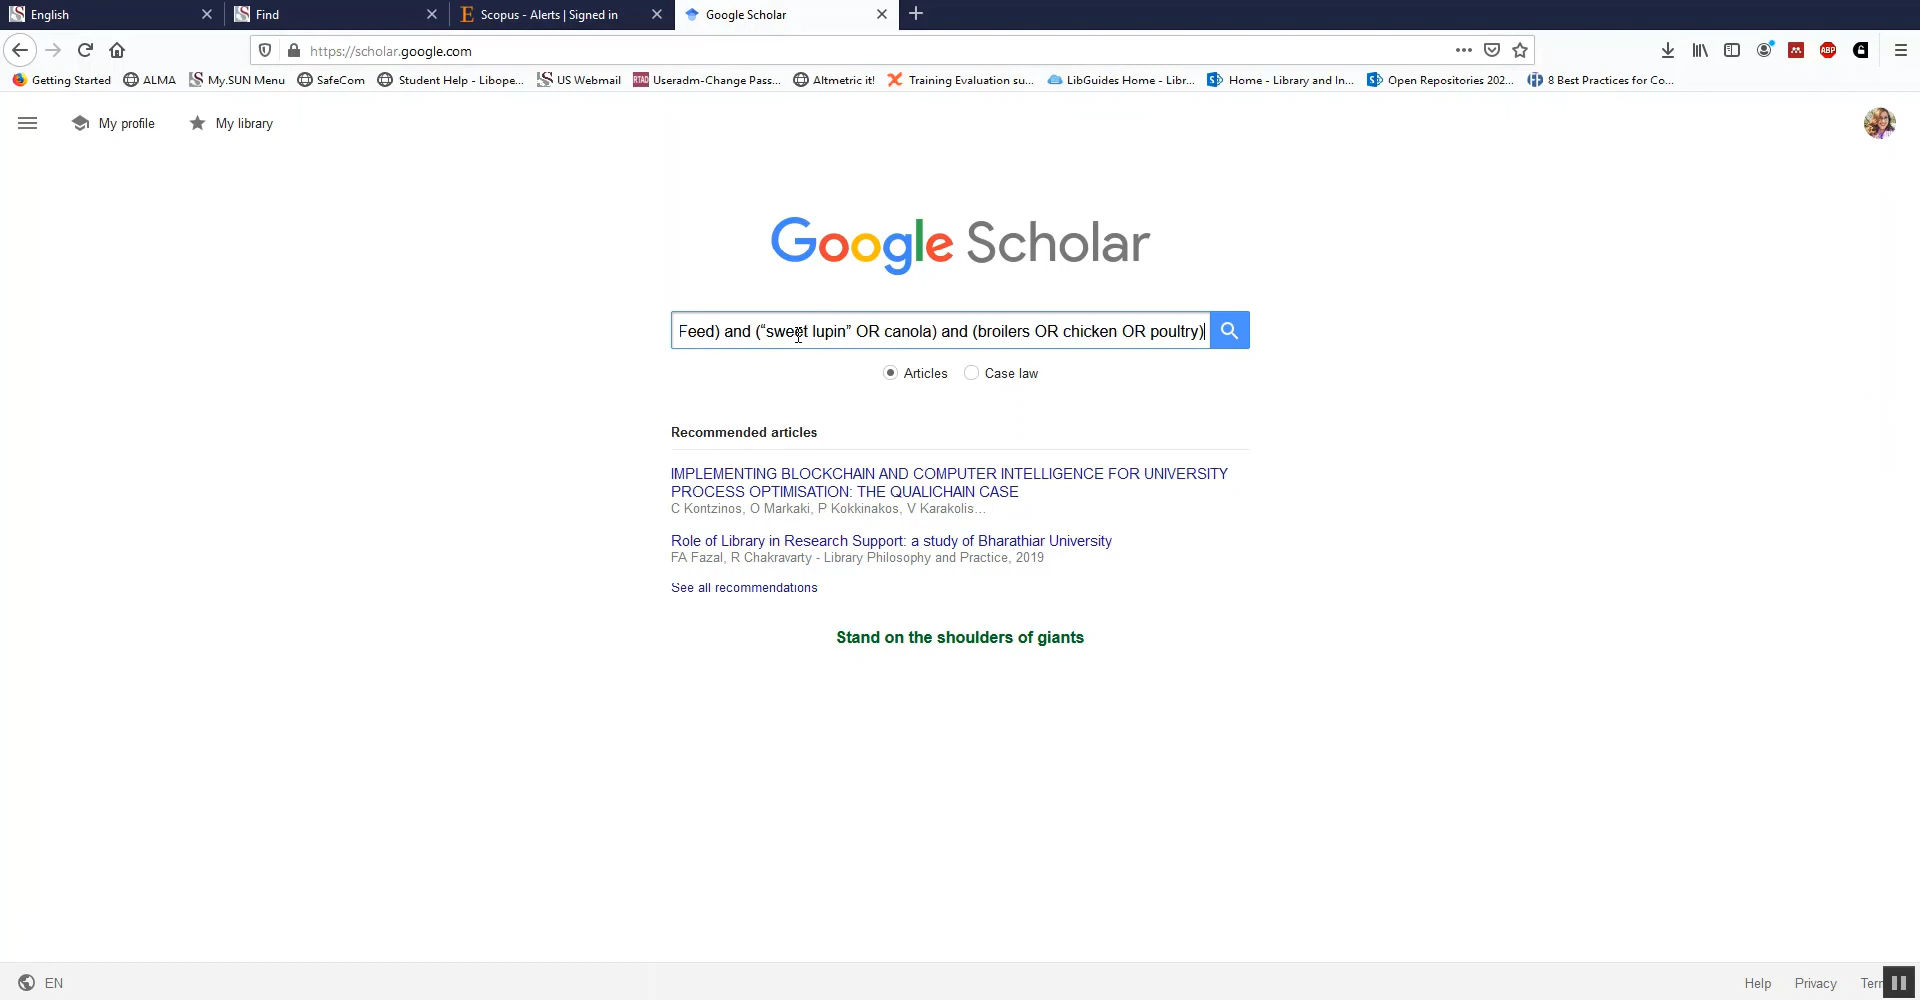 English
Find
Scopus - Alerts | Signed in
Google Scholar
https://scholar.google.com
Getting Started
ALMA
My.SUN Menu
SafeCom
Student Help - Libope...
US Webmail
Useradm-Change Pass...
Altmetric it!
Training Evaluation su...
LibGuides Home - Libr...
Home - Library and In...
Open Repositories 202...
8 Best Practices for Co...
My profile
My library
Google Scholar
Feed) and (“sweet lupin” OR canola) and (broilers OR chicken OR poultry)
Articles
Case law
Recommended articles
IMPLEMENTING BLOCKCHAIN AND COMPUTER INTELLIGENCE FOR UNIVERSITY
PROCESS OPTIMISATION: THE QUALICHAIN CASE
C Kontzinos, O Markaki, P Kokkinakos, V Karakolis…
Role of Library in Research Support: a study of Bharathiar University
FA Fazal, R Chakravarty - Library Philosophy and Practice, 2019
See all recommendations
Stand on the shoulders of giants
EN
Help
Privacy
Ter